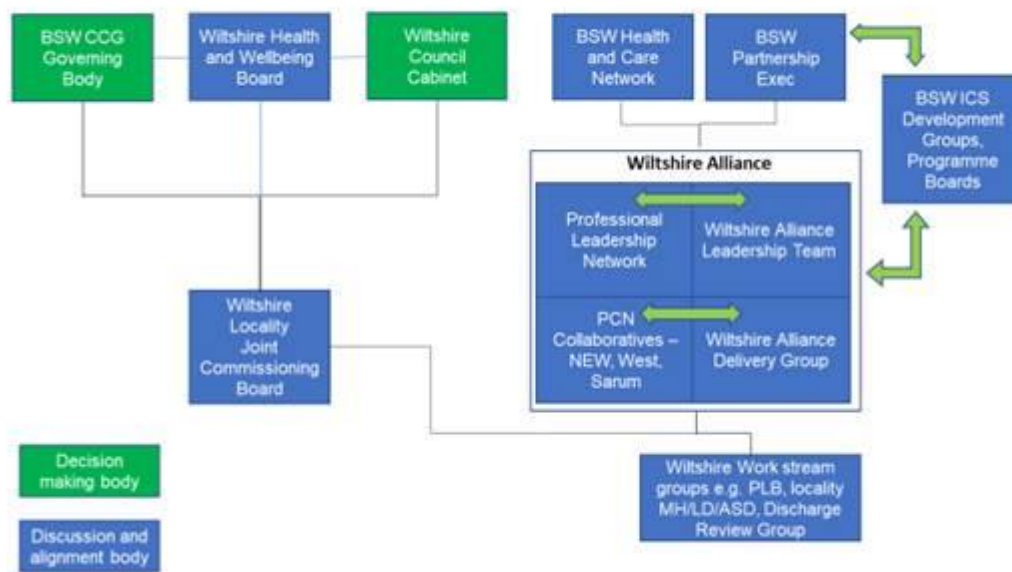 BSW CCG
Governing
Body
Wiltshire Health
and Wellbeing
Board
Wiltshire
Council
Cabinet
BSW Health
and Care
Network
BSW
Partnership
Exec
BSW ICS
Development
Groups,
Programme
Boards
Wiltshire Alliance
Professional
Leadership
Network
Wiltshire Alliance
Leadership Team
PCN
Collaboratives –
NEW, West,
Sarum
Wiltshire Alliance
Delivery Group
Wiltshire
Locality
Joint
Commissioning
Board
Wiltshire Work stream
groups e.g. PLB, locality
MH/LD/ASD, Discharge
Review Group
Decision
making body
Discussion and
alignment body